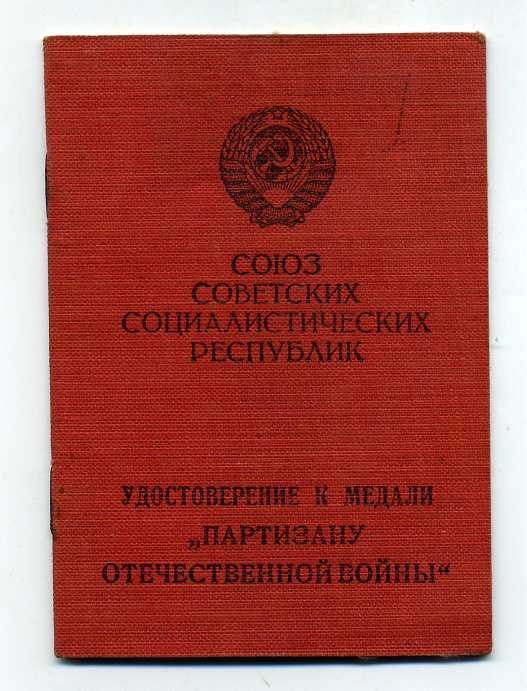 СОЮЗ
СОВЕТСКИХ
СОЦИАЛИСТИЧЕСКИХ
РЕСПУБЛИК
УДОСТОВЕРЕНИЕ К МЕДАЛИ
„ПАРТИЗАНУ
ОТЕЧЕСТВЕННОЙ ВОЙНЫ“